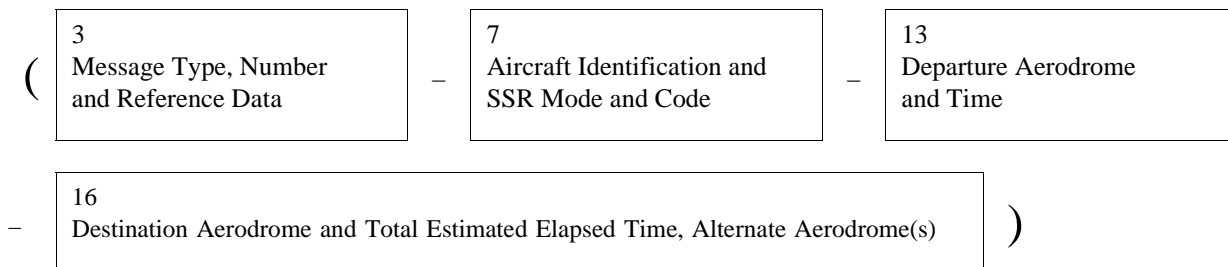 (
3
Message Type, Number
and Reference Data
–
7
Aircraft Identification and
SSR Mode and Code
–
13
Departure Aerodrome
and Time
–
16
Destination Aerodrome and Total Estimated Elapsed Time, Alternate Aerodrome(s)
)